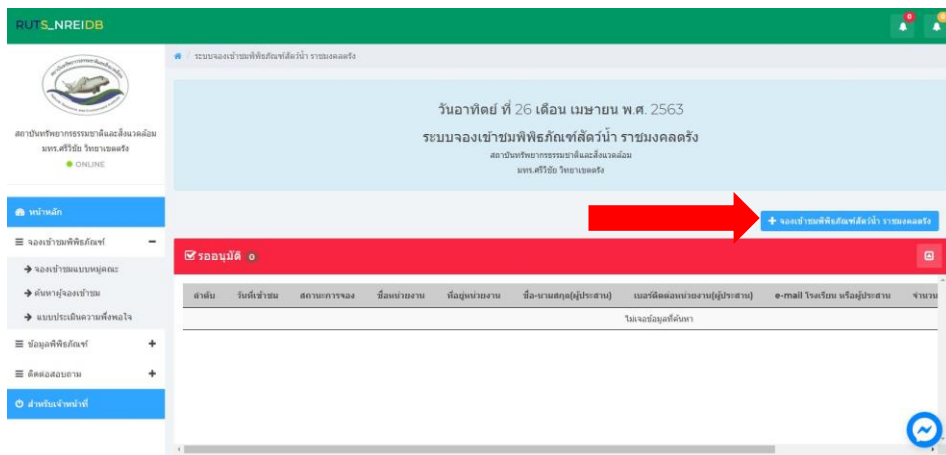 RUTS_NREIDB
0
สถาบันทรัพยากรธรรมชาติและสิ่งแวดล้อม
มทร.ศรีวิชัย วิทยาเขตตรัง
ONLINE
หน้าหลัก
จองเข้าชมพิพิธภัณฑ์
จองเข้าชมแบบหมู่คณะ
ค้นหาผู้จองเข้าชม
แบบประเมินความพึงพอใจ
ข้อมูลพิพิธภัณฑ์
ติดต่อสอบถาม
สำหรับเจ้าหน้าที่
/ ระบบจองเข้าชมพิพิธภัณฑ์สัตว์น้ำ ราชมงคลตรัง
วันอาทิตย์ ที่ 26 เดือน เมษายน พ.ศ. 2563
ระบบจองเข้าชมพิพิธภัณฑ์สัตว์น้ำ ราชมงคลตรัง
สถาบันทรัพยากรธรรมชาติและสิ่งแวดล้อม
มทร.ศรีวิชัย วิทยาเขตตรัง
+ จองเข้าชมพิพิธภัณฑ์สัตว์น้ำ ราชมงคลตรัง
รออนุมัติ 0
ลำดับ วันที่เข้าชม สถานะการจอง ชื่อหน่วยงาน ที่อยู่หน่วยงาน ชื่อ-นามสกุล(ผู้ประสาน) เบอร์ติดต่อหน่วยงาน(ผู้ประสาน) e-mail โรงเรียน หรือผู้ประสาน จำนวน
ไม่เจอข้อมูลที่ค้นหา